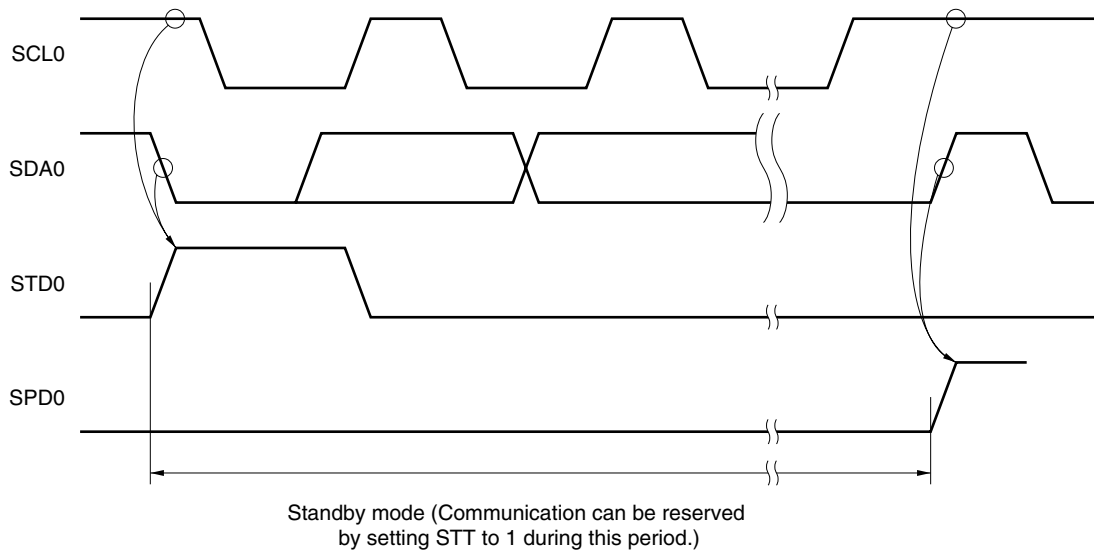 SCL0
SDA0
STD0
SPD0
Standby mode (Communication can be reserved
by setting STT to 1 during this period.)